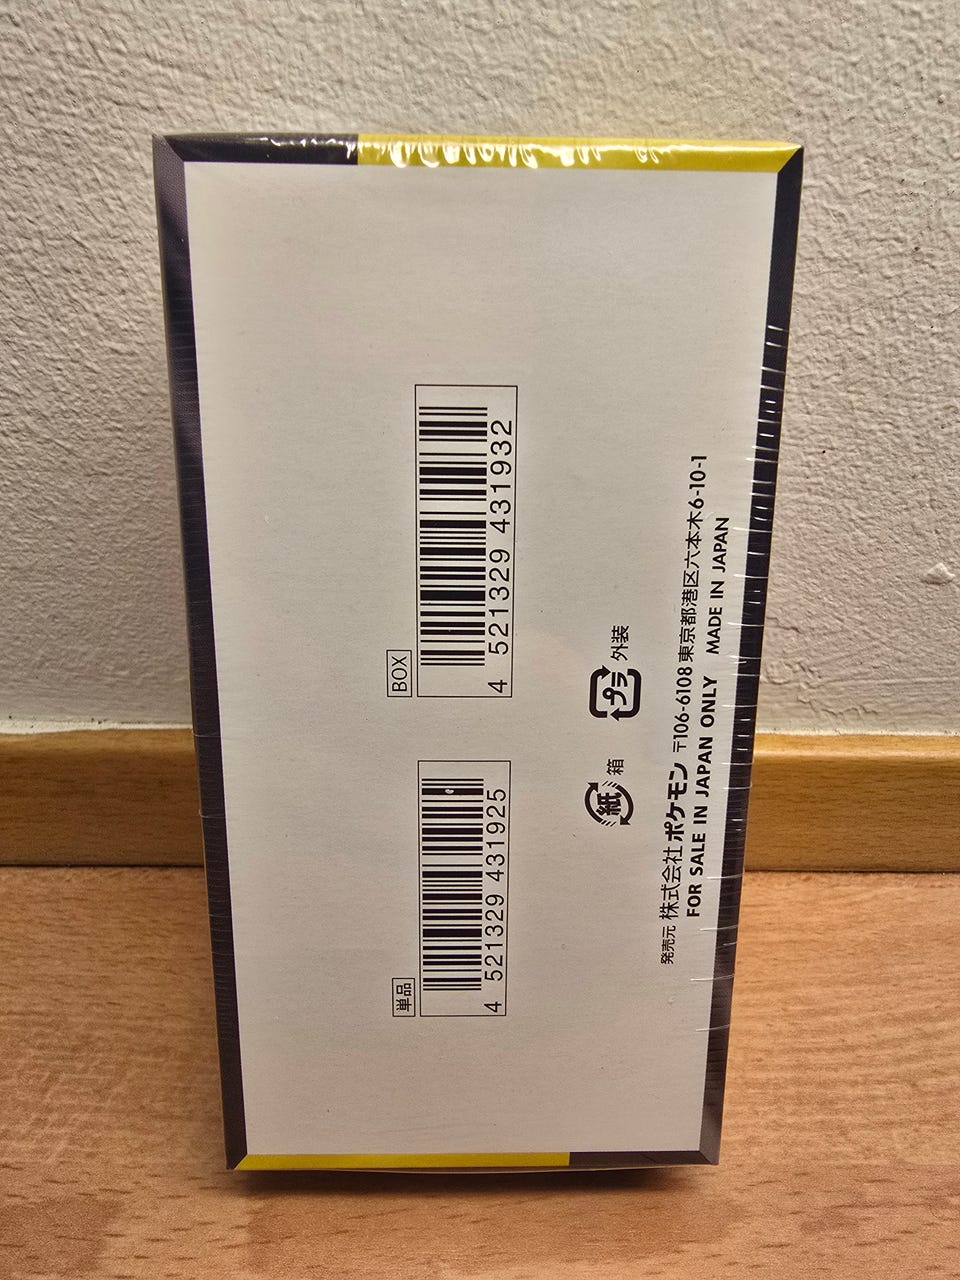 BOX
4 521329 431932
単品
4 521329 431925
紙 箱
プラ 外装
発売元 株式会社ポケモン 〒106-6108 東京都港区六本木6-10-1
FOR SALE IN JAPAN ONLY MADE IN JAPAN